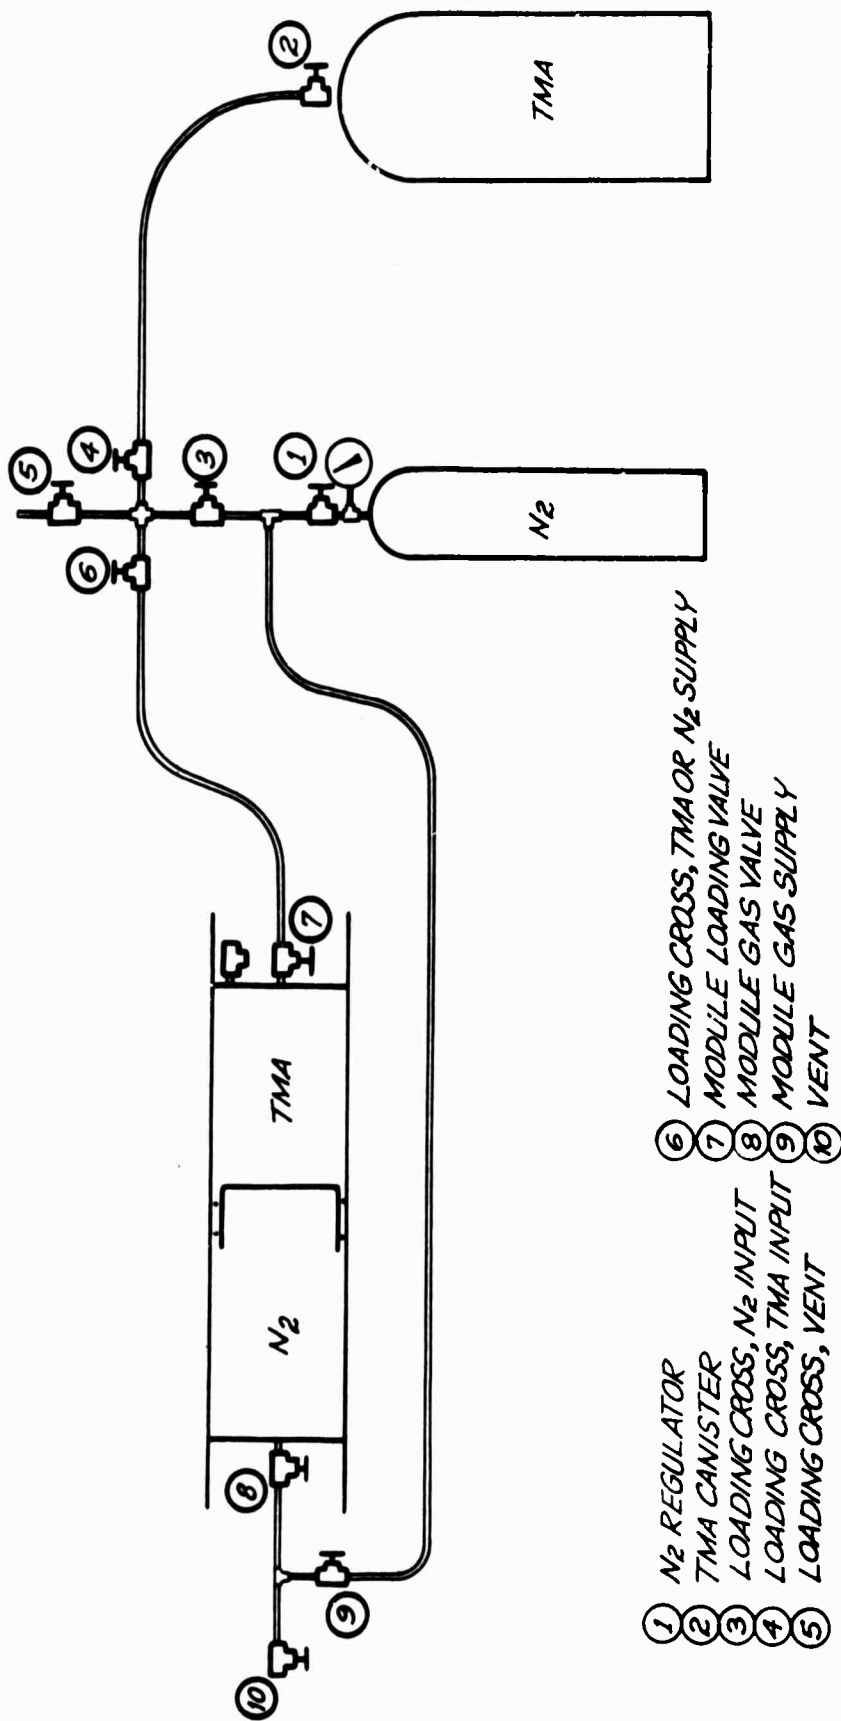 2
TMA
5
4
6
3
1
N2
7
TMA
N2
8
9
10
1 N2 REGULATOR
2 TMA CANISTER
3 LOADING CROSS, N2 INPUT
4 LOADING CROSS, TMA INPUT
5 LOADING CROSS, VENT
6 LOADING CROSS, TMA OR N2 SUPPLY
7 MODULE LOADING VALVE
8 MODULE GAS VALVE
9 MODULE GAS SUPPLY
10 VENT